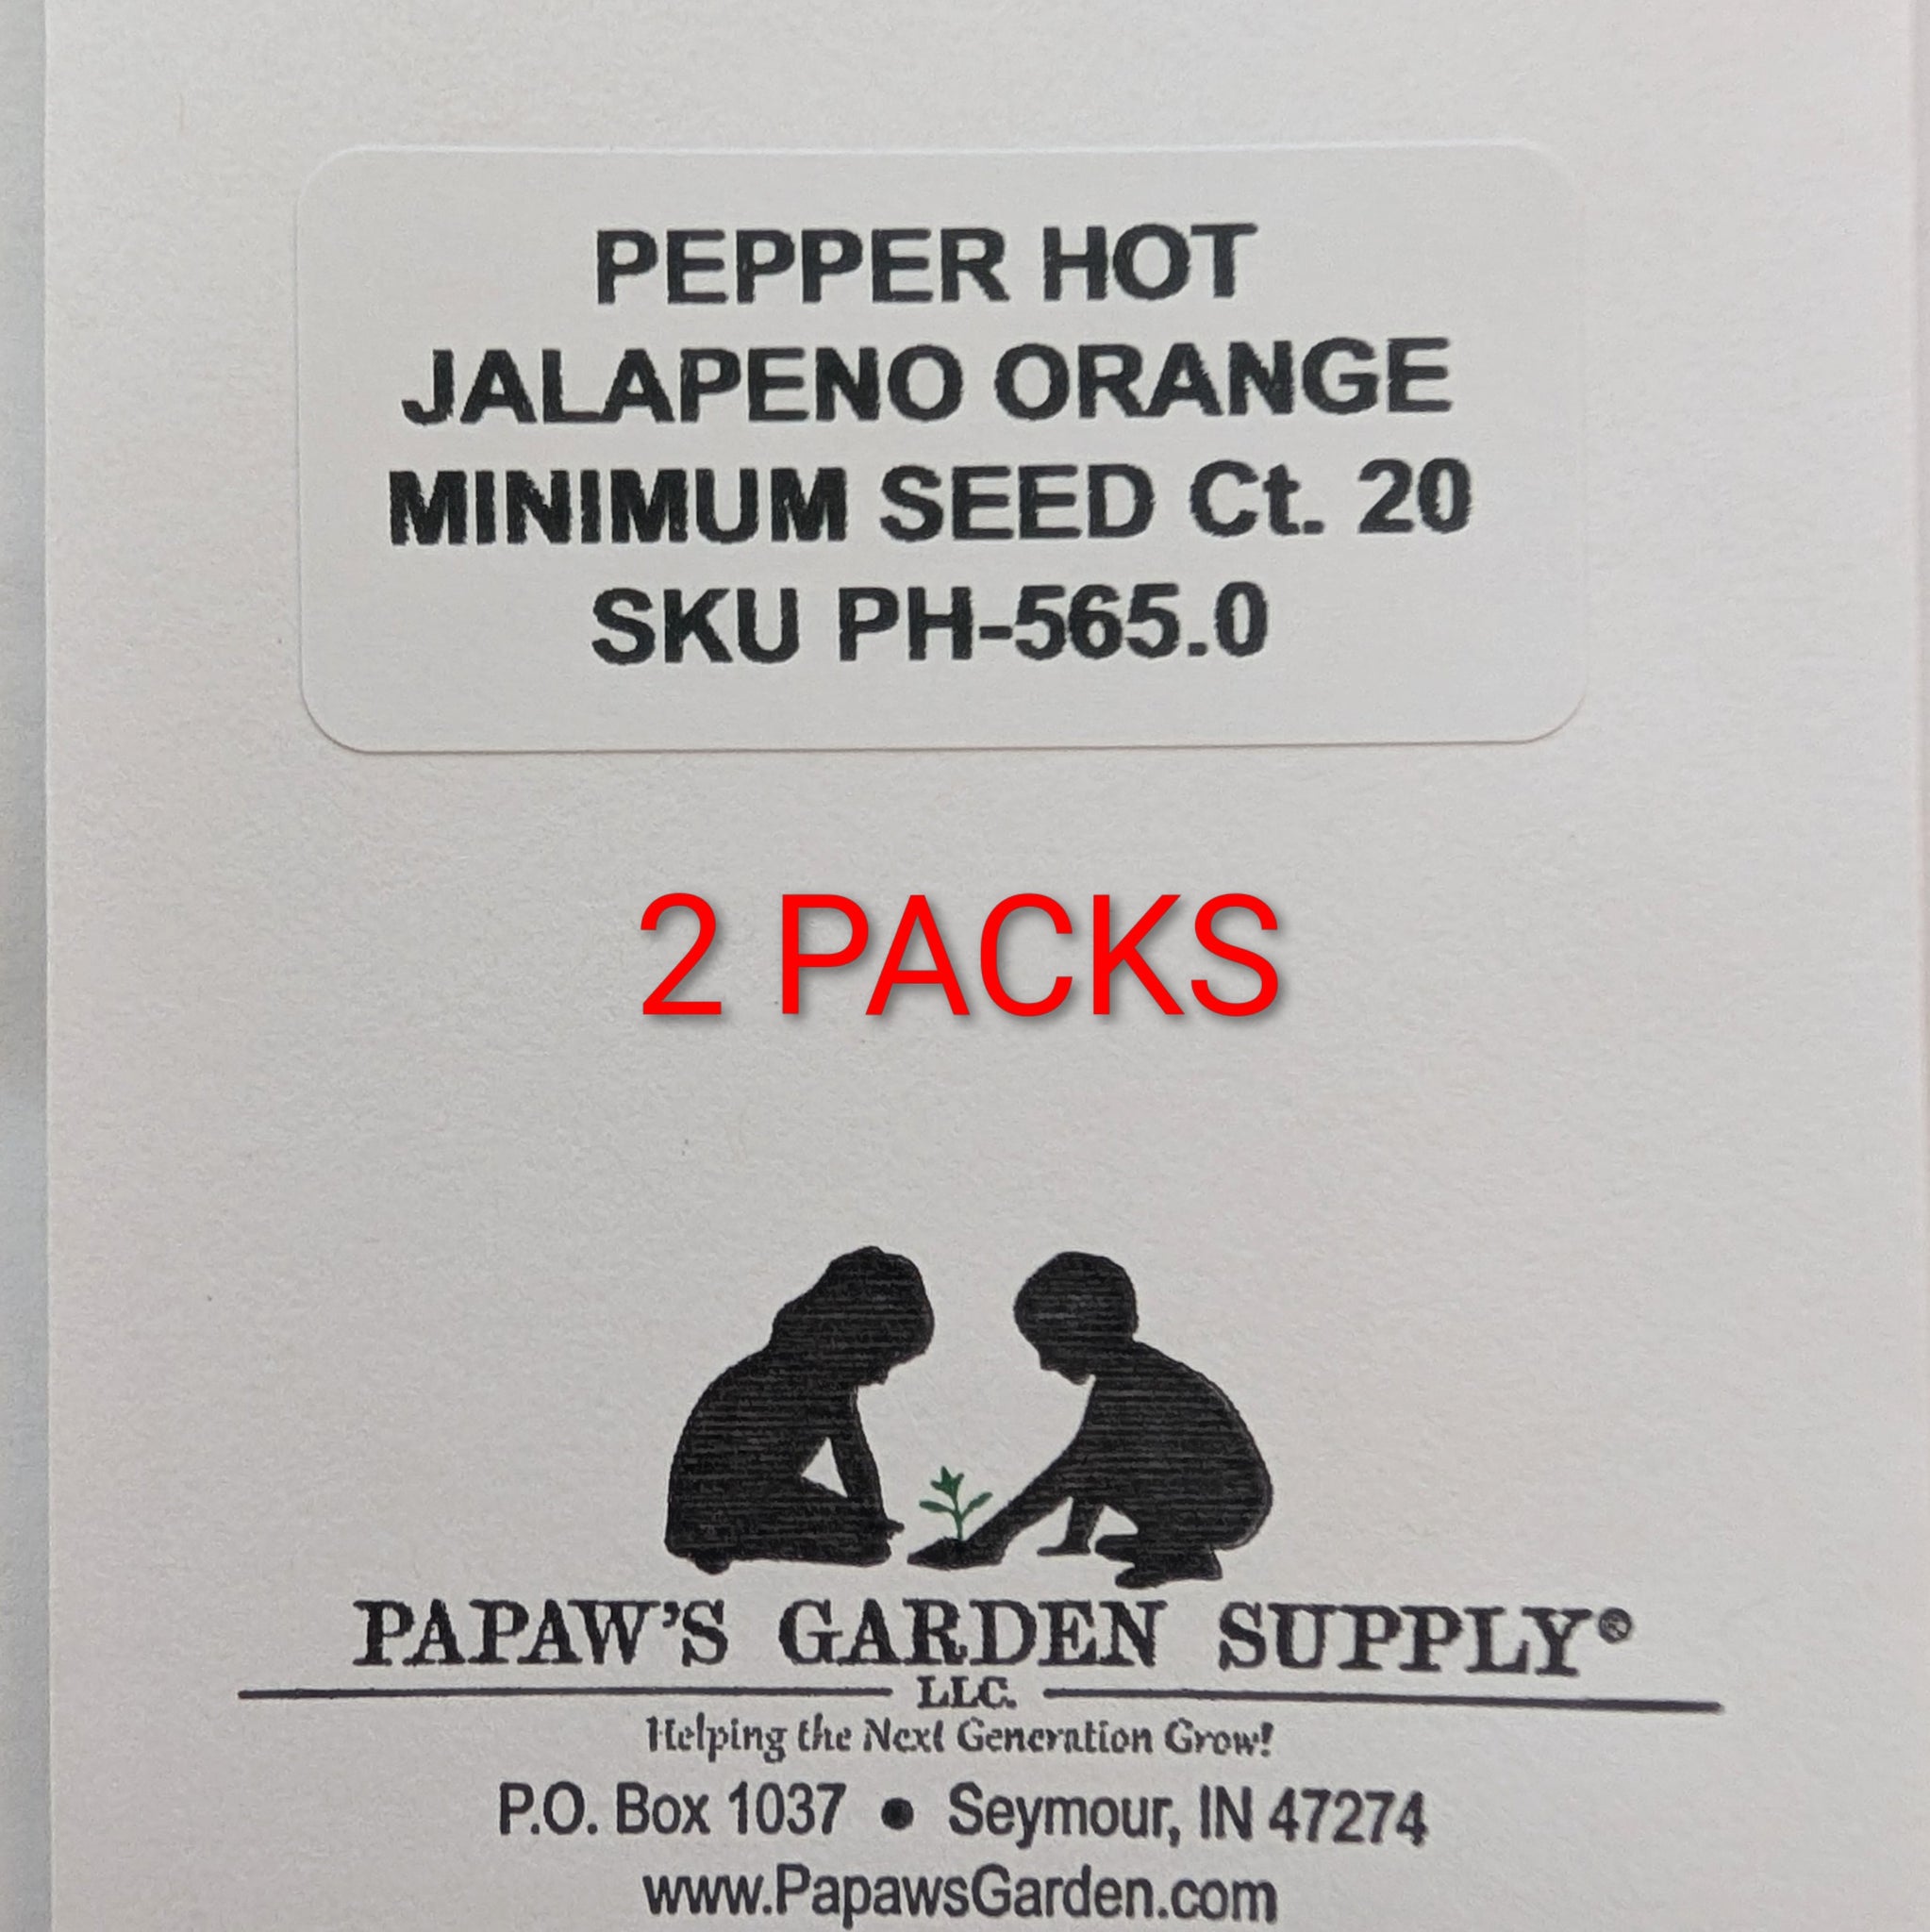 PEPPER HOT
JALAPENO ORANGE
MINIMUM SEED Ct. 20
SKU PH-565.0
2 PACKS
PAPAW'S GARDEN SUPPLY®
LLC.
Helping the Next Generation Grow!
P.O. Box 1037 • Seymour, IN 47274
www.PapawsGarden.com